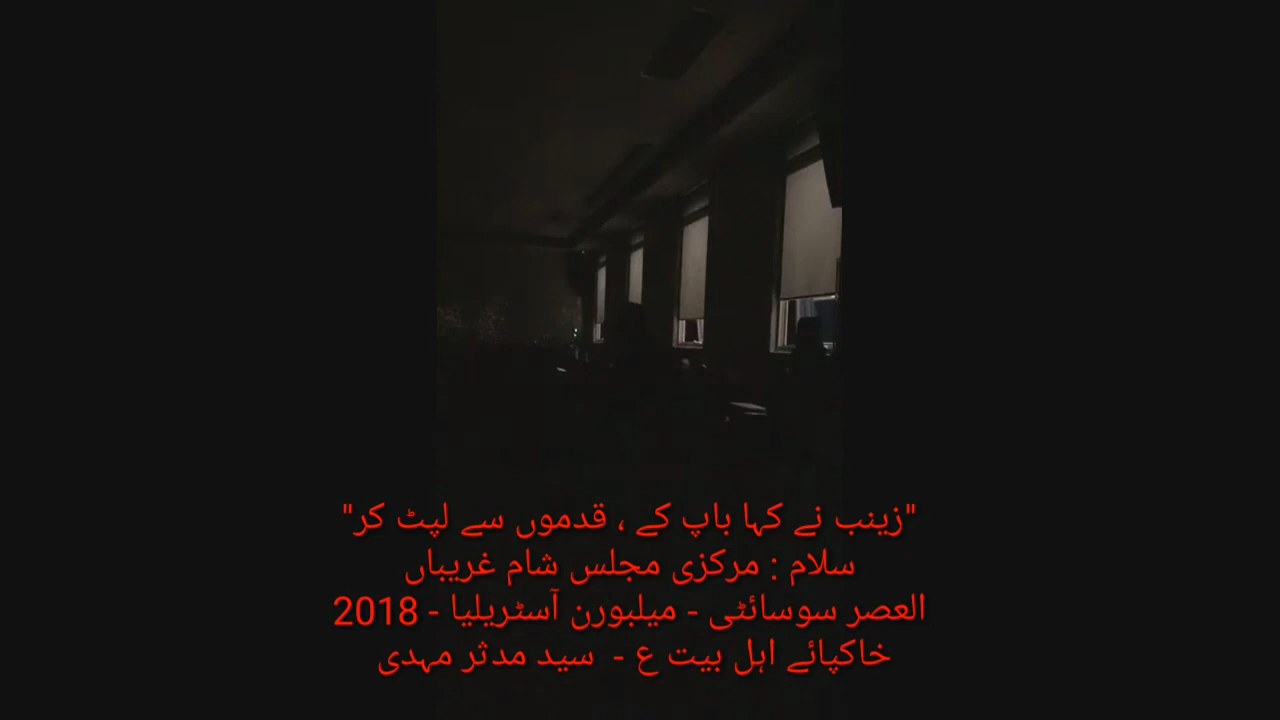 "زینب نے کہا باپ کے ، قدموں سے لپٹ کر"
سلام : مرکزی مجلس شام غریباں
العصر سوسائٹی - میلبورن آسٹریلیا - 2018
خاکپائے اہل بیت ع - سید مدثر مہدی